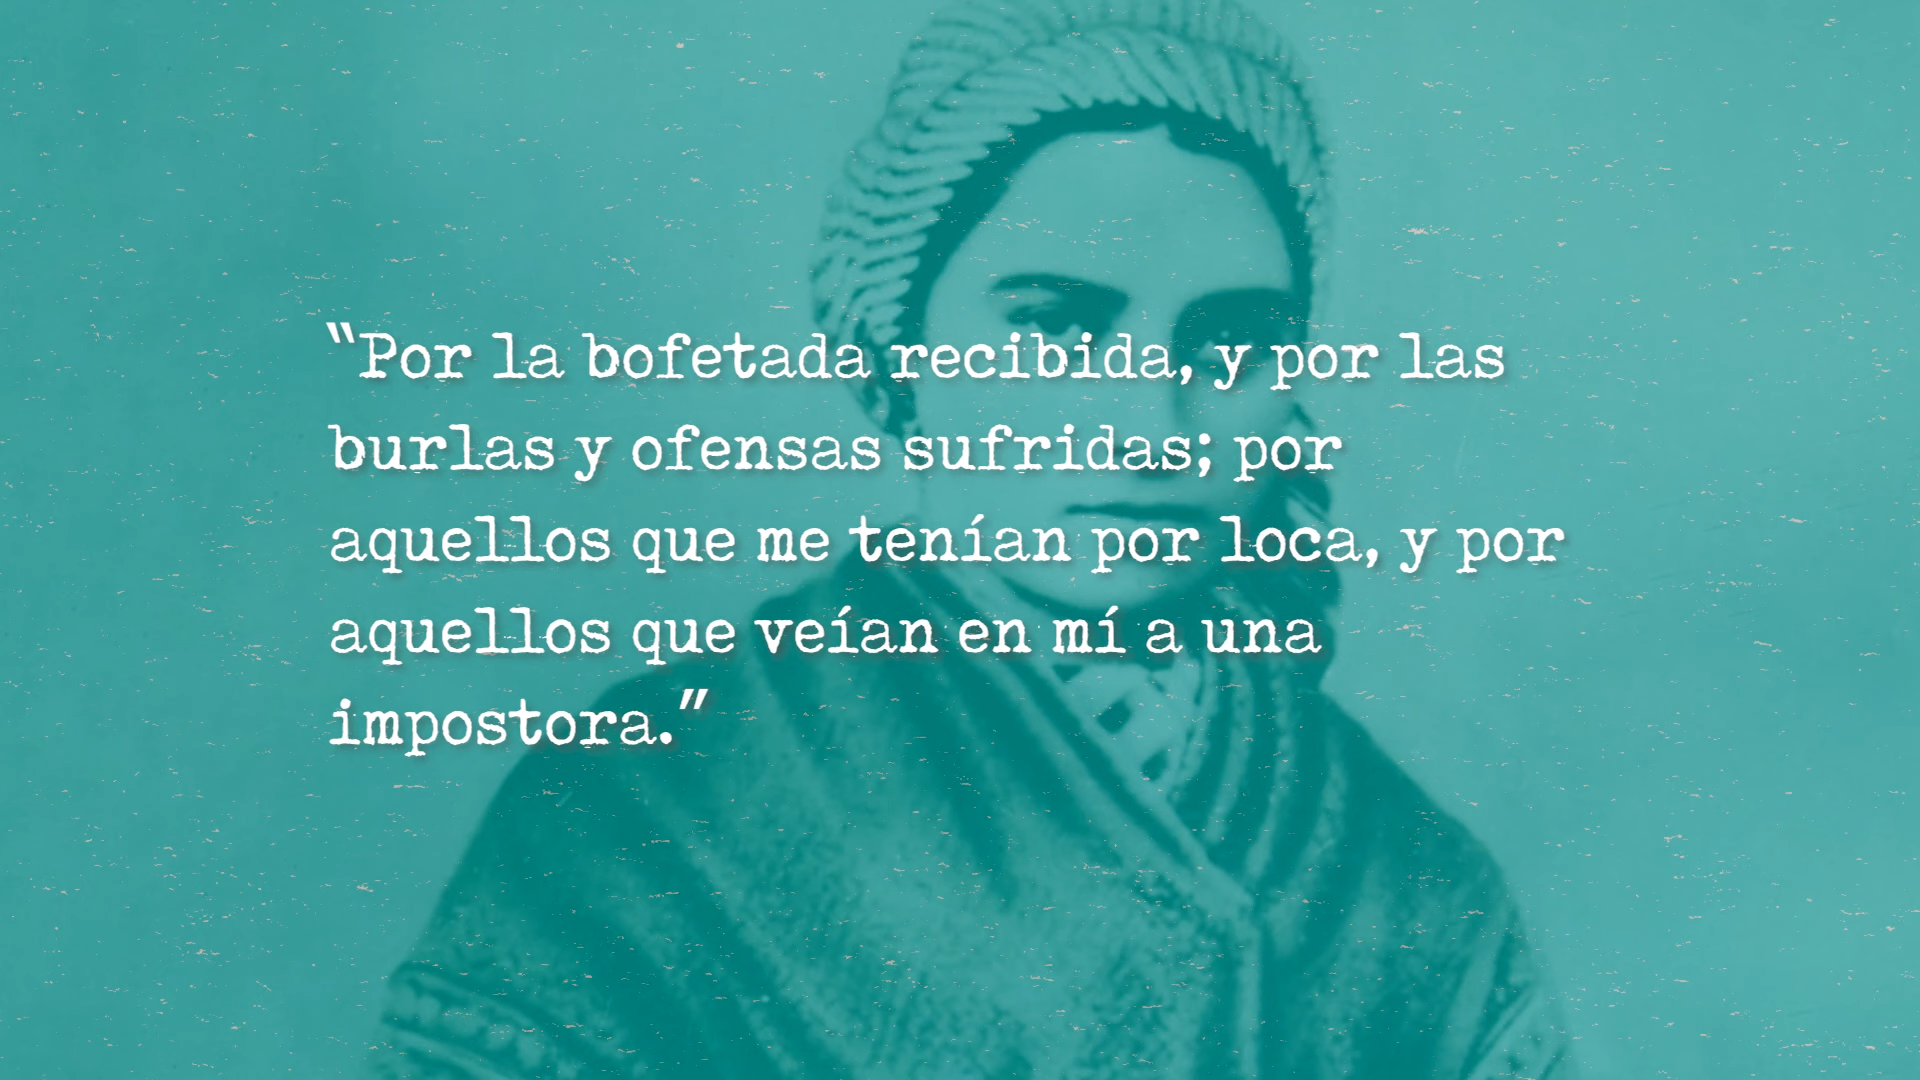 “Por la bofetada recibida, y por las
burlas y ofensas sufridas; por
aquellos que me tenían por loca, y por
aquellos que veían en mí a una
impostora.”